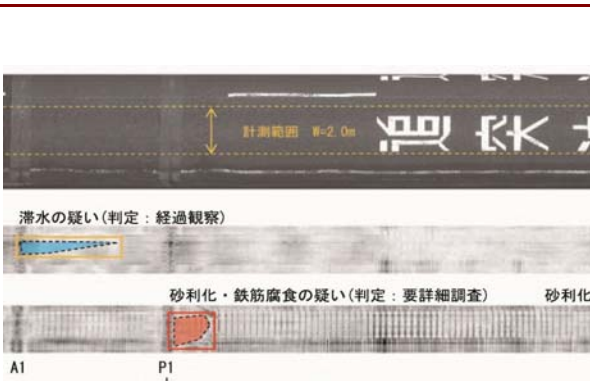 計測範囲 W=2.0m
追突
滞水の疑い(判定：経過観察)
砂利化・鉄筋腐食の疑い(判定：要詳細調査)
砂利化
A1
P1